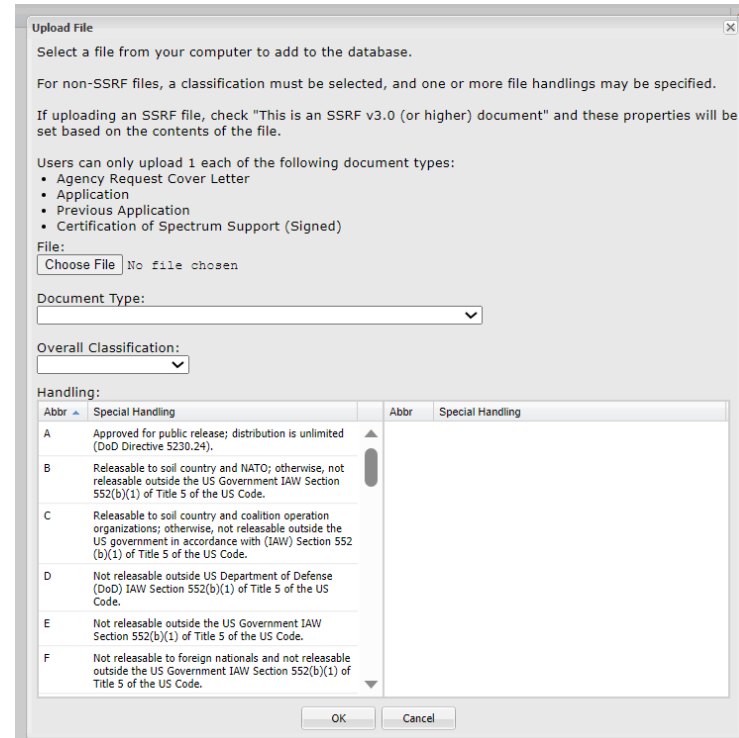 Upload File
Select a file from your computer to add to the database.
For non-SSRF files, a classification must be selected, and one or more file handlings may be specified.
If uploading an SSRF file, check "This is an SSRF v3.0 (or higher) document" and these properties will be
set based on the contents of the file.
Users can only upload 1 each of the following document types:
• Agency Request Cover Letter
• Application
• Previous Application
• Certification of Spectrum Support (Signed)
File:
Choose File No file chosen
Document Type:
Overall Classification:
Handling:
Abbr Special Handling Abbr Special Handling
A Approved for public release; distribution is unlimited
(DoD Directive 5230.24).
B Releasable to soil country and NATO; otherwise, not
releasable outside the US Government IAW Section
552(b)(1) of Title 5 of the US Code.
C Releasable to soil country and coalition operation
organizations; otherwise, not releasable outside the
US government in accordance with (IAW) Section 552
(b)(1) of Title 5 of the US Code.
D Not releasable outside US Department of Defense
(DoD) IAW Section 552(b)(1) of Title 5 of the US
Code.
E Not releasable outside the US Government IAW
Section 552(b)(1) of Title 5 of the US Code.
F Not releasable to foreign nationals and not releasable
outside the US Government IAW Section 552(b)(1) of
Title 5 of the US Code.
OK Cancel